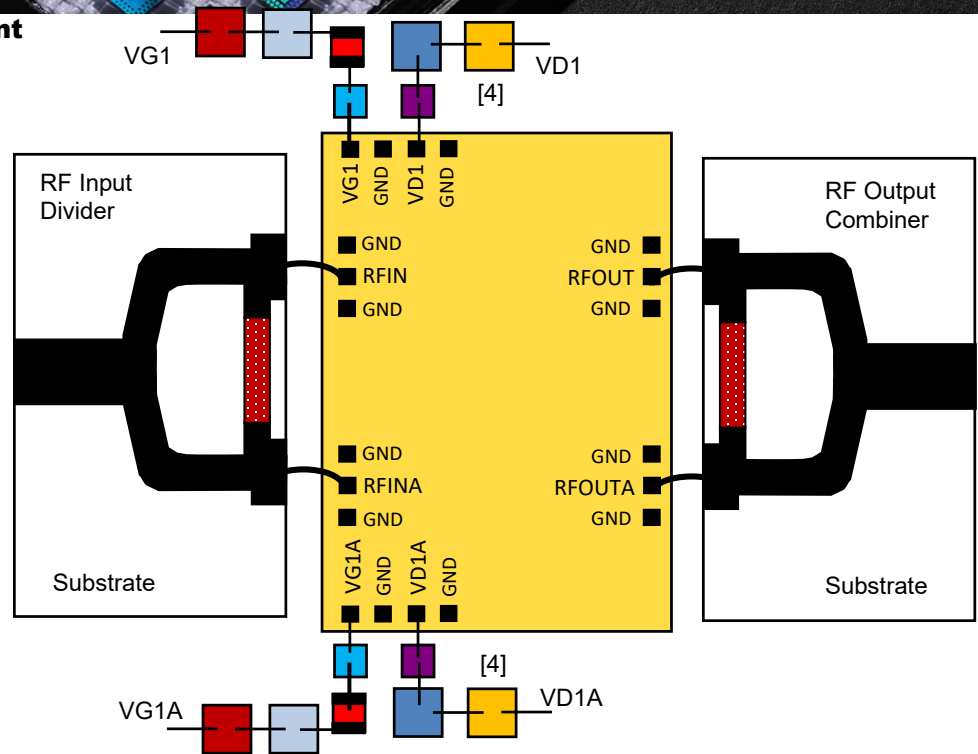 nt
VG1
VD1
[4]
VG1
GND
VD1
GND
RF Input
Divider
RF Output
Combiner
GND
RFIN
GND
GND
RFOUT
GND
GND
RFINA
GND
GND
RFOUTA
GND
VG1A
GND
VD1A
GND
Substrate
Substrate
[4]
VG1A
VD1A